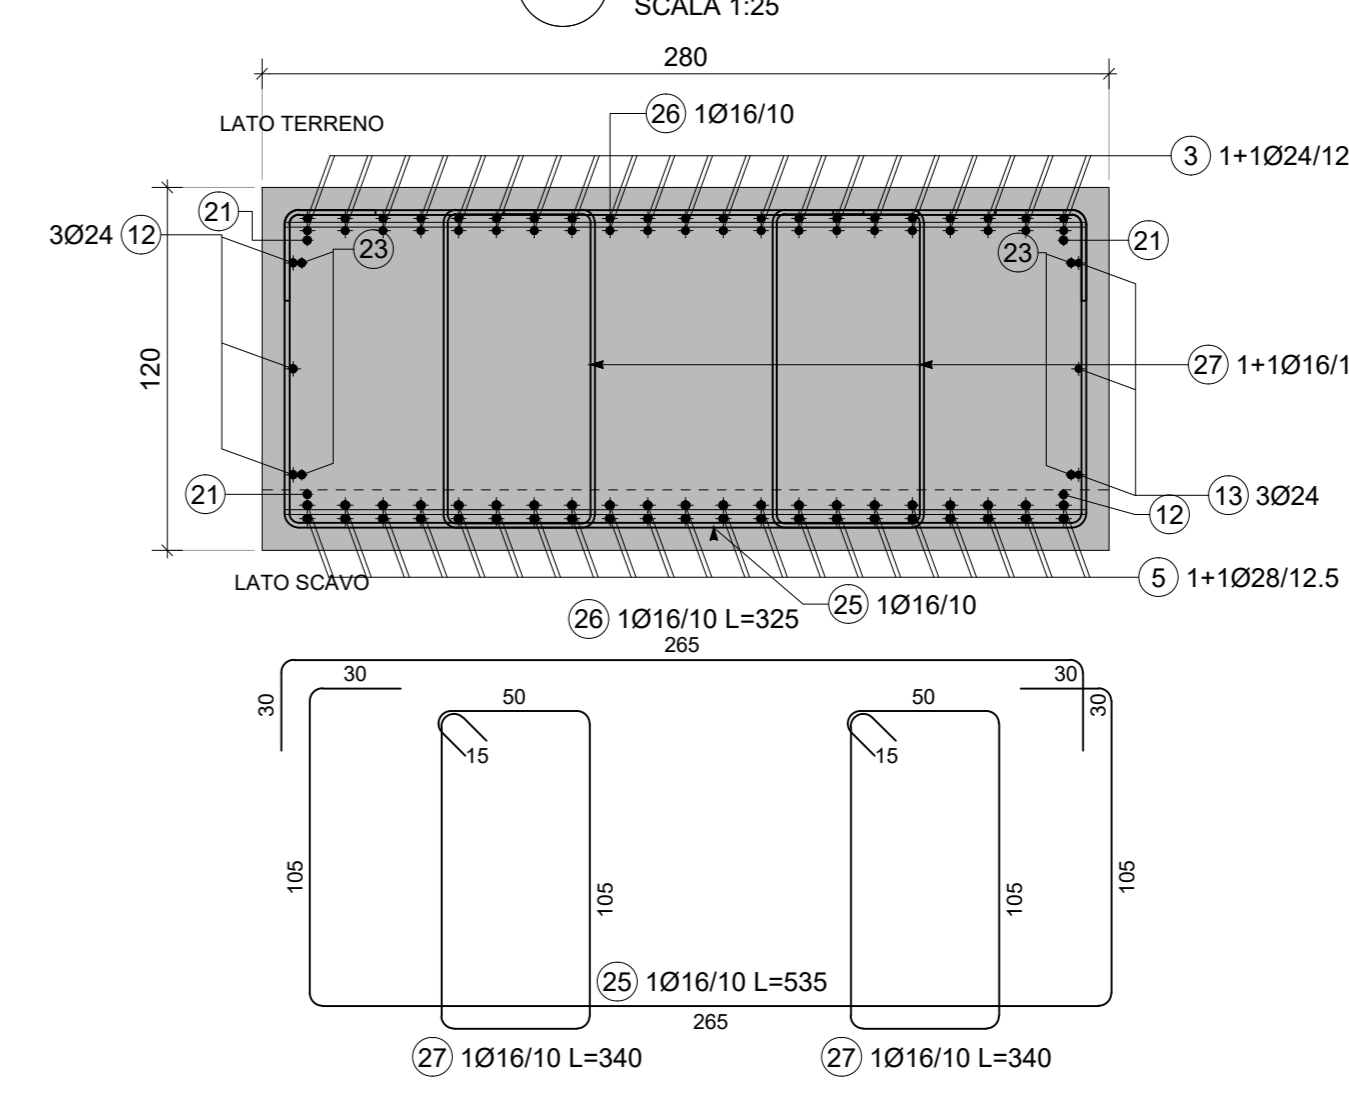 SCALA 1:25
280
LATO TERRENO
26 1Ø16/10
3 1+1Ø24/12
21
3Ø24 12
23
23
21
120
27 1+1Ø16/1
21
13 3Ø24
12
LATO SCAVO
5 1+1Ø28/12.5
25 1Ø16/10
26 1Ø16/10 L=325
265
30
30
30
30
50
50
15
15
105
105
105
105
25 1Ø16/10 L=535
265
27 1Ø16/10 L=340
27 1Ø16/10 L=340